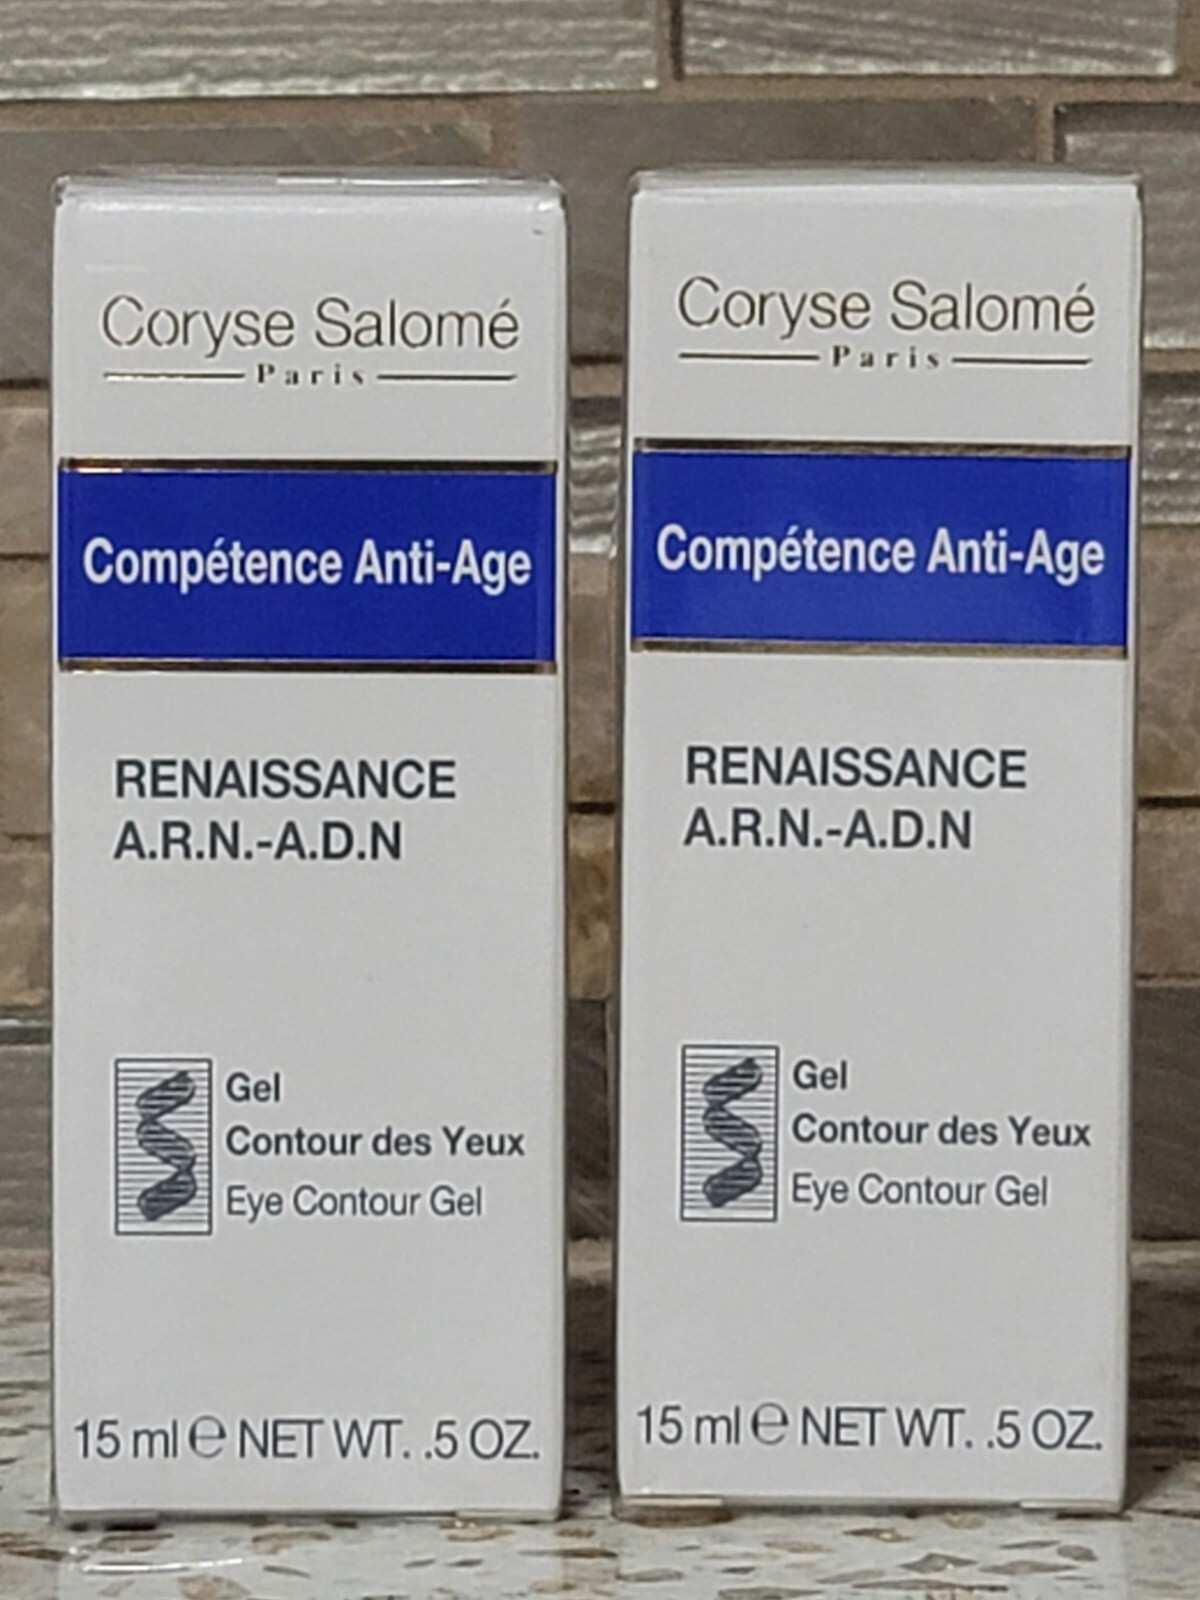 Coryse Salomé
Paris
Compétence Anti-Age
RENAISSANCE
A.R.N.-A.D.N
Gel
Contour des Yeux
Eye Contour Gel
15 ml ℮ NET WT. .5 OZ.
Coryse Salomé
Paris
Compétence Anti-Age
RENAISSANCE
A.R.N.-A.D.N
Gel
Contour des Yeux
Eye Contour Gel
15 ml ℮ NET WT. .5 OZ.